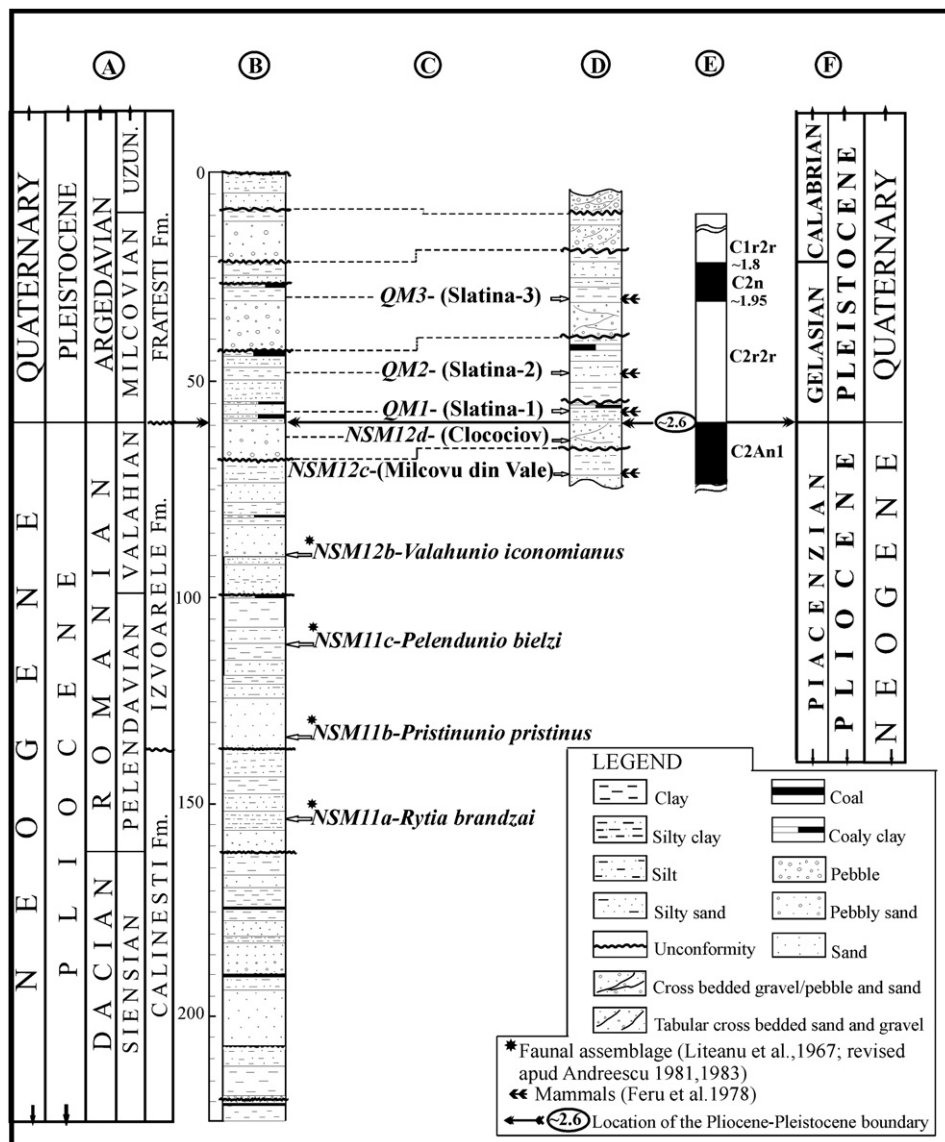 A B C D E F
QUATERNARY
PLEISTOCENE
ARGEDAVIAN
MILCOVIAN
UZUN.
FRATESTI Fm.
NEOGENE
PLIOCENE
ROMANIAN
VALAHIAN
PELENDAVIAN
IZVOARELE Fm.
DACIAN
SIENSIAN
CALINESTI Fm.
0
50
100
150
200
QM3- (Slatina-3)
QM2- (Slatina-2)
QM1- (Slatina-1)
NSM12d- (Clocociov)
NSM12c-(Milcovu din Vale)
*NSM12b-Valahunio iconomianus
*NSM11c-Pelendunio bielzi
*NSM11b-Pristinunio pristinus
*NSM11a-Rytia brandzai
C1r2r
~1.8
C2n
~1.95
C2r2r
~2.6
C2An1
CALABRIAN
GELASIAN
PIACENZIAN
PLEISTOCENE
PLIOCENE
QUATERNARY
NEOGENE
LEGEND
Clay
Silty clay
Silt
Silty sand
Unconformity
Cross bedded gravel/pebble and sand
Tabular cross bedded sand and gravel
Coal
Coaly clay
Pebble
Pebbly sand
Sand
*Faunal assemblage (Liteanu et al.,1967; revised
apud Andreescu 1981,1983)
Mammals (Feru et al.1978)
~2.6 Location of the Pliocene-Pleistocene boundary